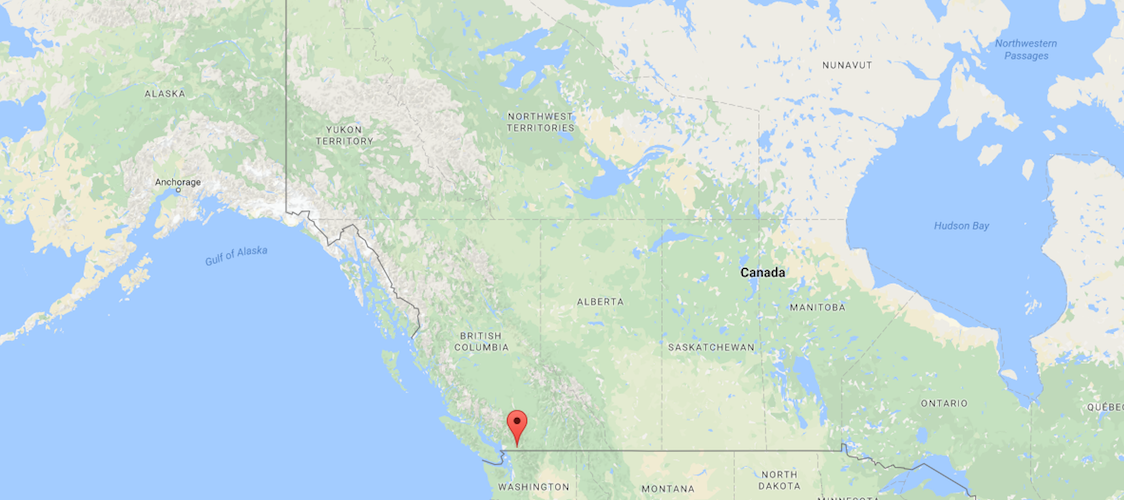 Northwestern
Passages
NUNAVUT
ALASKA
NORTHWEST
TERRITORIES
YUKON
TERRITORY
Anchorage
Hudson Bay
Gulf of Alaska
Canada
ALBERTA
MANITOBA
BRITISH
COLUMBIA
SASKATCHEWAN
ONTARIO
QUÉBEC
NORTH
DAKOTA
WASHINGTON
MONTANA
MINNESOTA